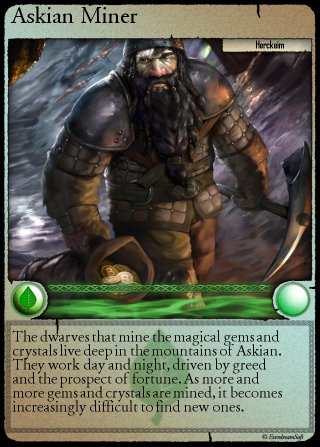 Askian Miner
Herckeim
The dwarves that mine the magical gems and
crystals live deep in the mountains of Askian.
They work day and night, driven by greed
and the prospect of fortune. As more and
more gems and crystals are mined, it becomes
increasingly difficult to find new ones.
© EverdreamSoft